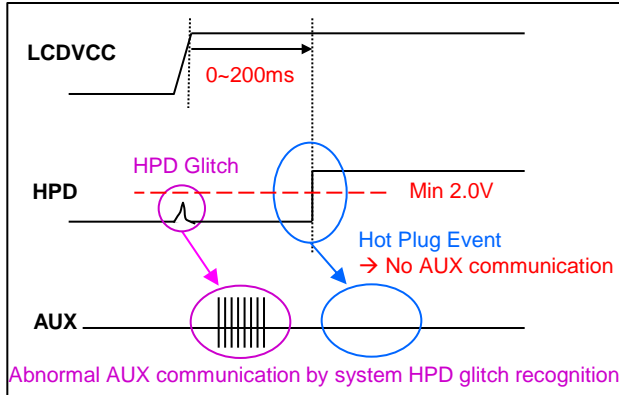 LCDVCC
0~200ms
HPD Glitch
HPD
Min 2.0V
Hot Plug Event
→ No AUX communication
AUX
Abnormal AUX communication by system HPD glitch recognition